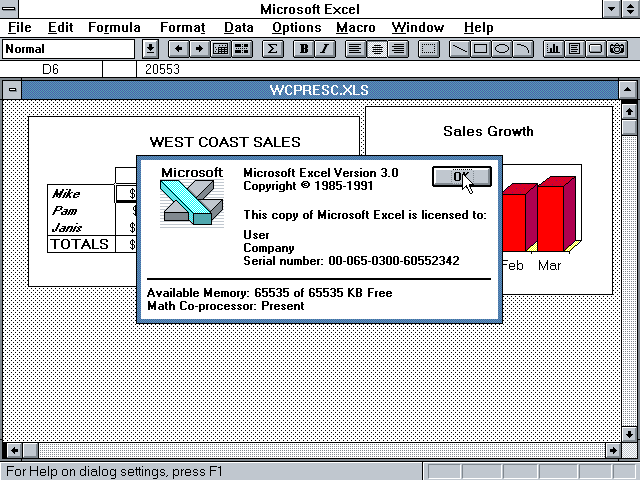 Microsoft Excel
File Edit Formula Format Data Options Macro Window Help
Normal
Σ B I
D6 20553
WCPRESC.XLS
WEST COAST SALES
Sales Growth
Mike $
Pam
Janis $
TOTALS $
Feb Mar
Microsoft
Microsoft Excel Version 3.0
Copyright © 1985-1991
OK
This copy of Microsoft Excel is licensed to:
User
Company
Serial number: 00-065-0300-60552342
Available Memory: 65535 of 65535 KB Free
Math Co-processor: Present
For Help on dialog settings, press F1